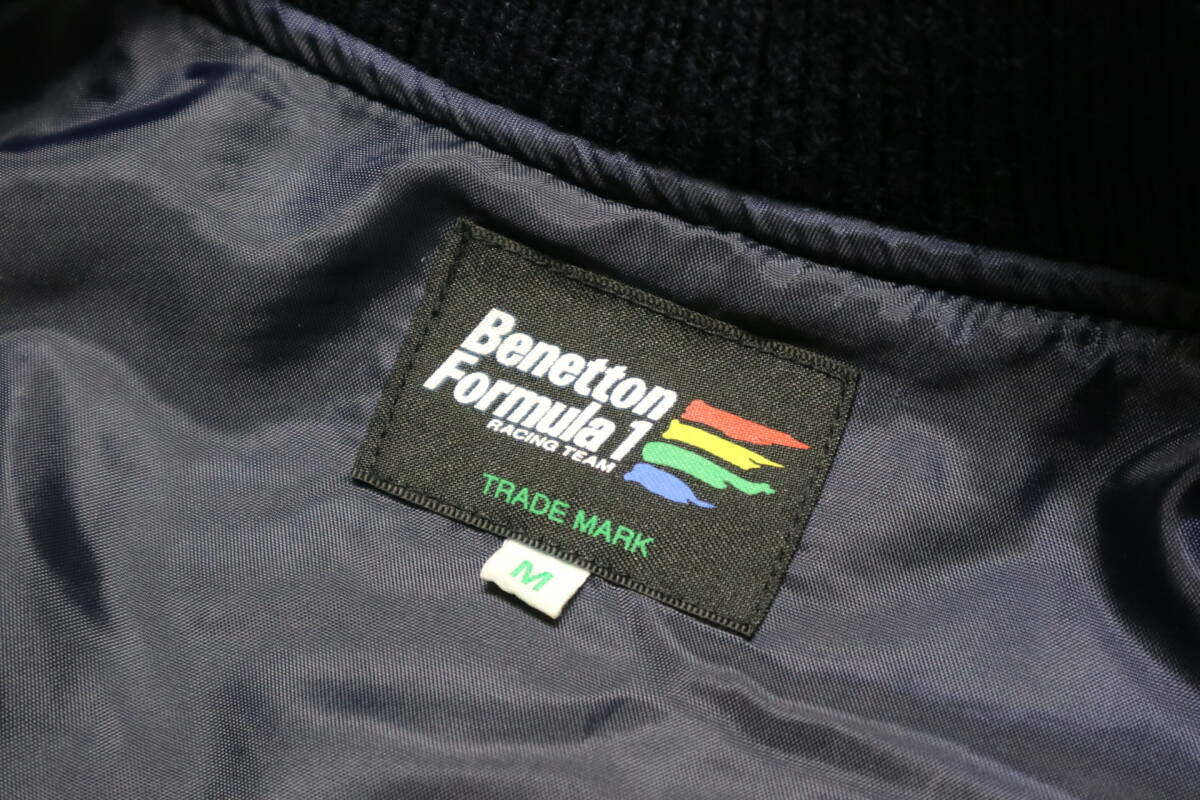 Benetton
Formula 1
RACING TEAM
TRADE MARK
M